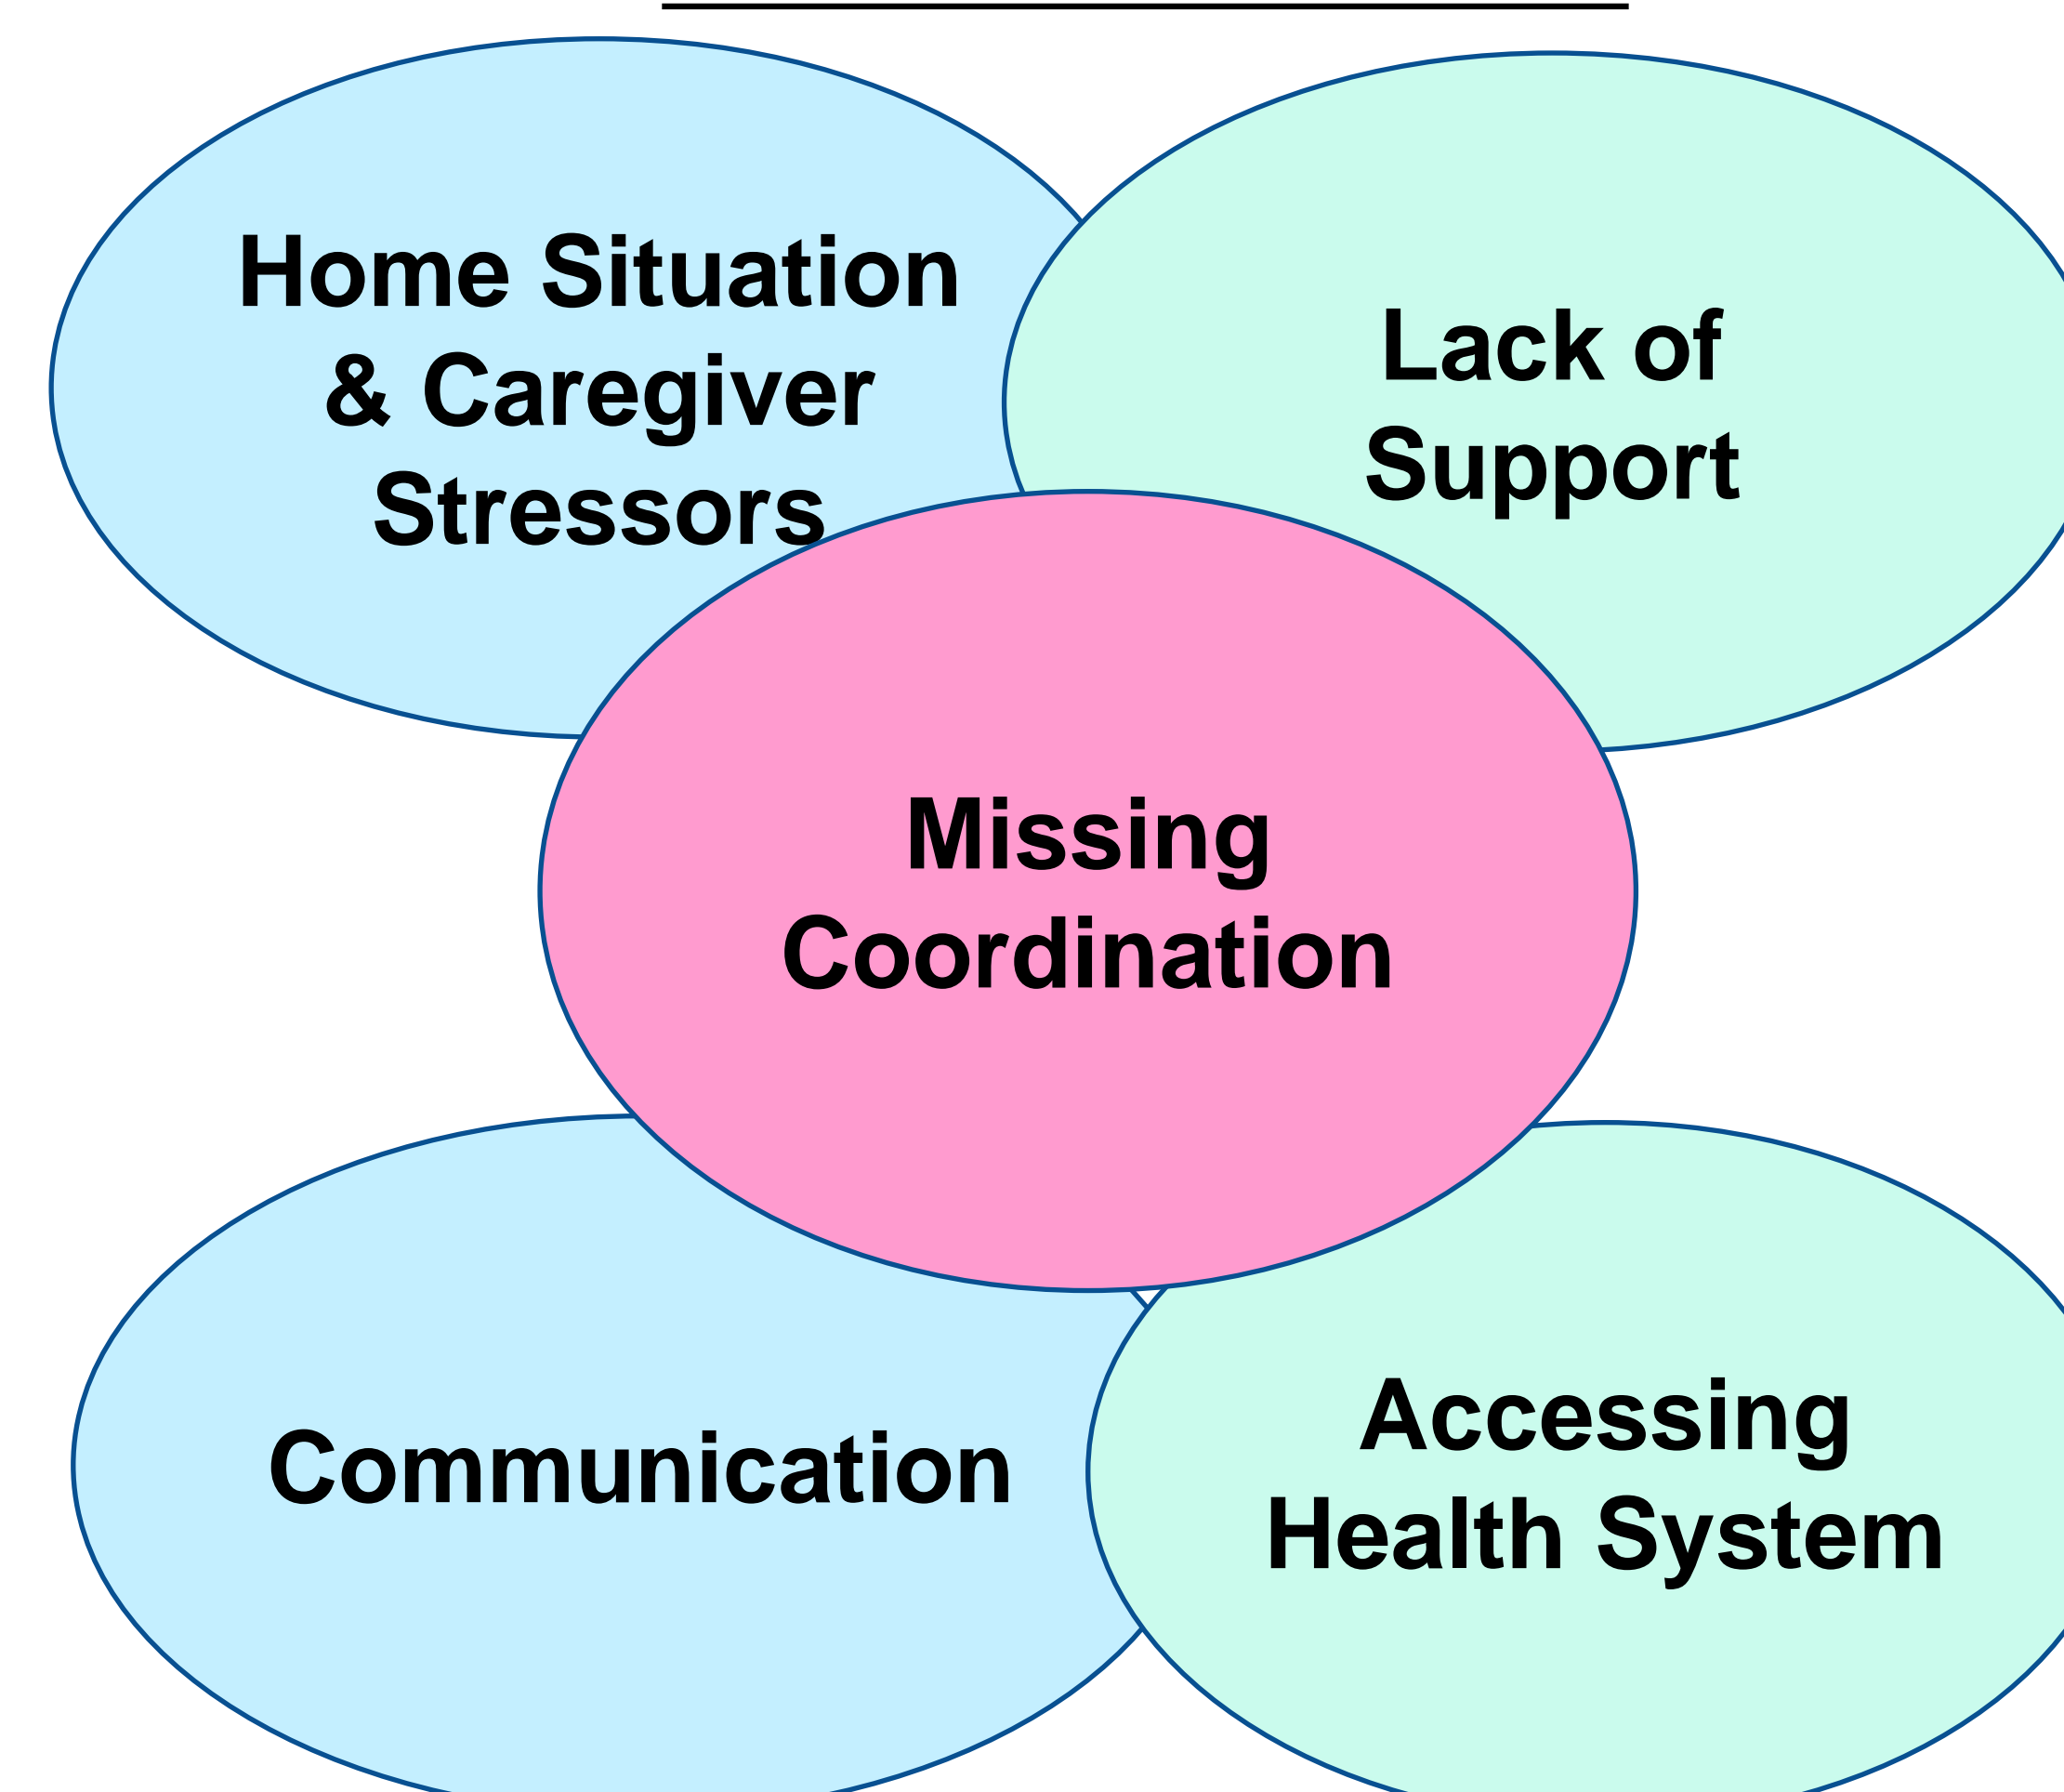 Home Situation
& Caregiver
Stressors
Lack of
Support
Missing
Coordination
Communication
Accessing
Health System